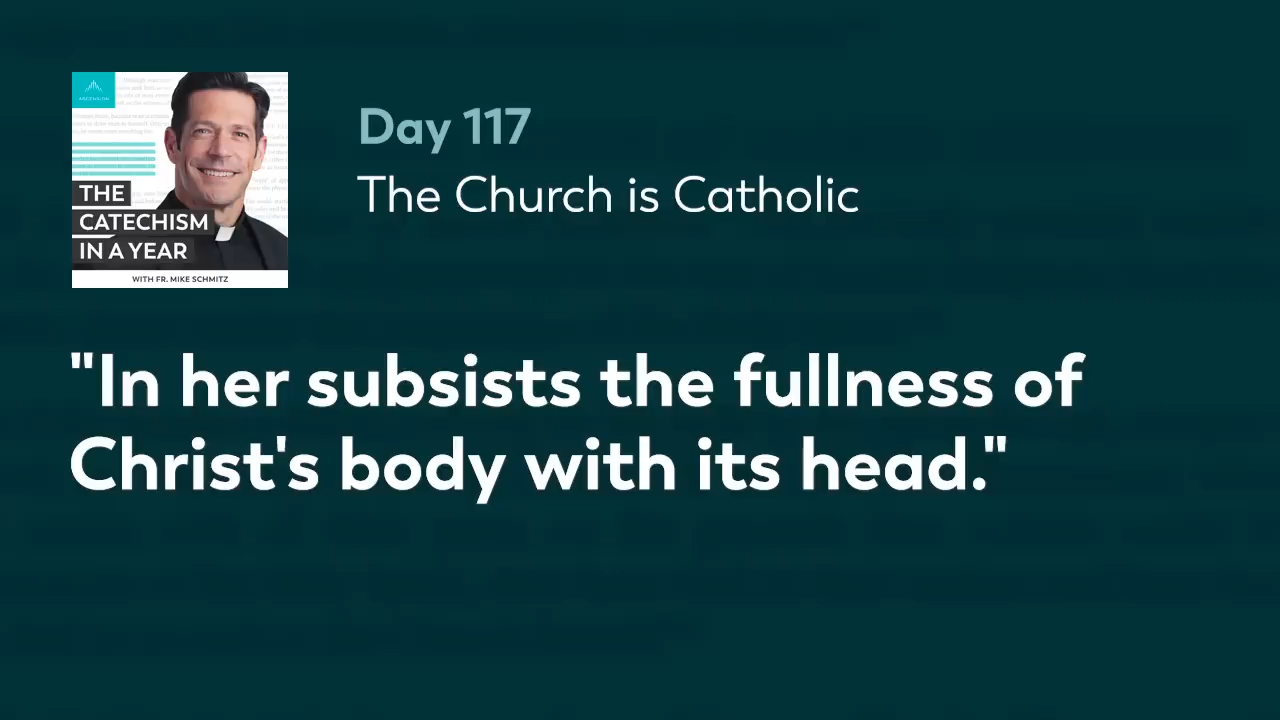 ASCENSION
THE
CATECHISM
IN A YEAR
WITH FR. MIKE SCHMITZ
Day 117
The Church is Catholic
"In her subsists the fullness of
Christ's body with its head."